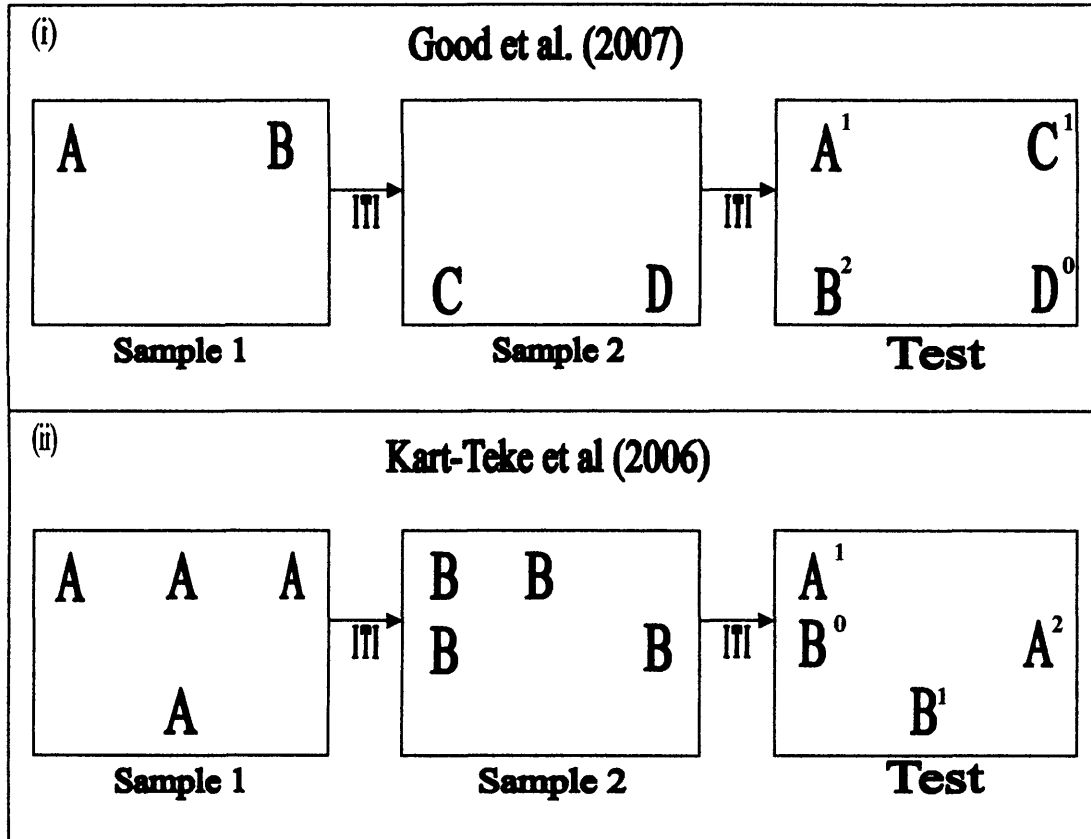 (i)
Good et al. (2007)
A B
ITI
C D
ITI
A¹ C¹
B² D⁰
Sample 1
Sample 2
Test
(ii)
Kart-Teke et al (2006)
A A A
A
ITI
B B
B B
ITI
A¹
B⁰ A²
B¹
Sample 1
Sample 2
Test